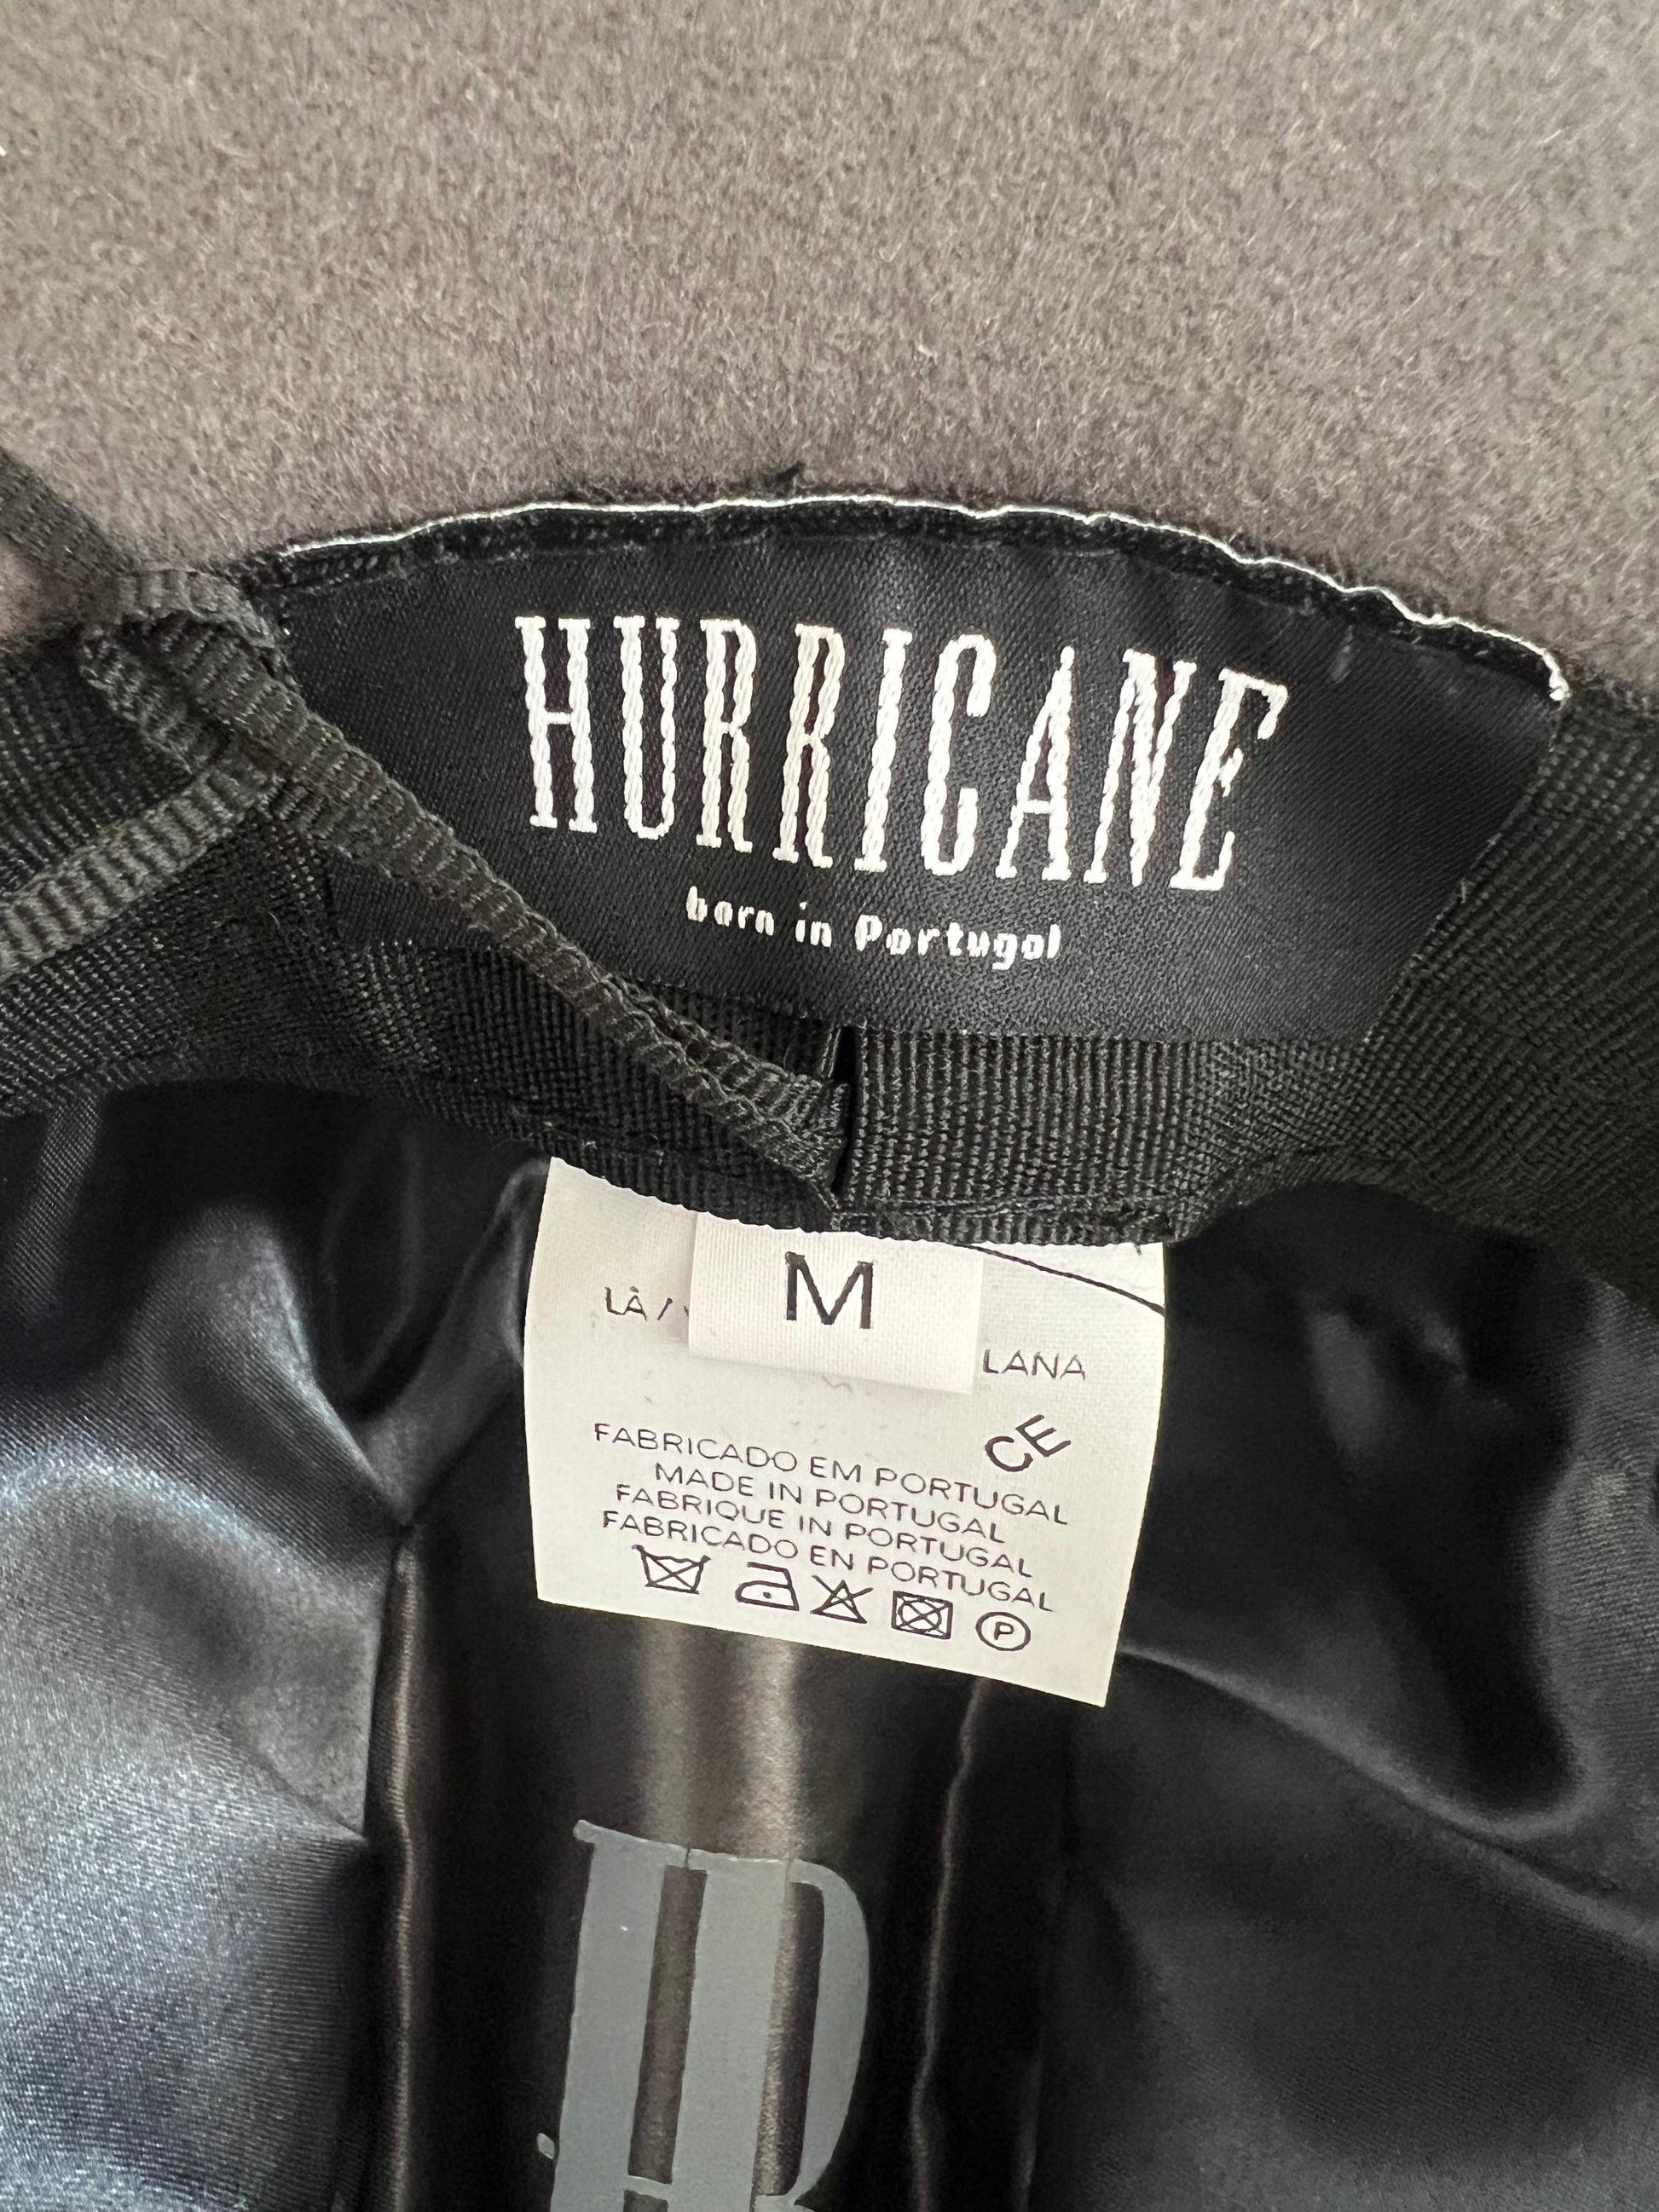 HURRICANE
born in Portugal
M
LÃ / LANA
CE
FABRICADO EM PORTUGAL
MADE IN PORTUGAL
FABRIQUE IN PORTUGAL
FABRICADO EN PORTUGAL
P